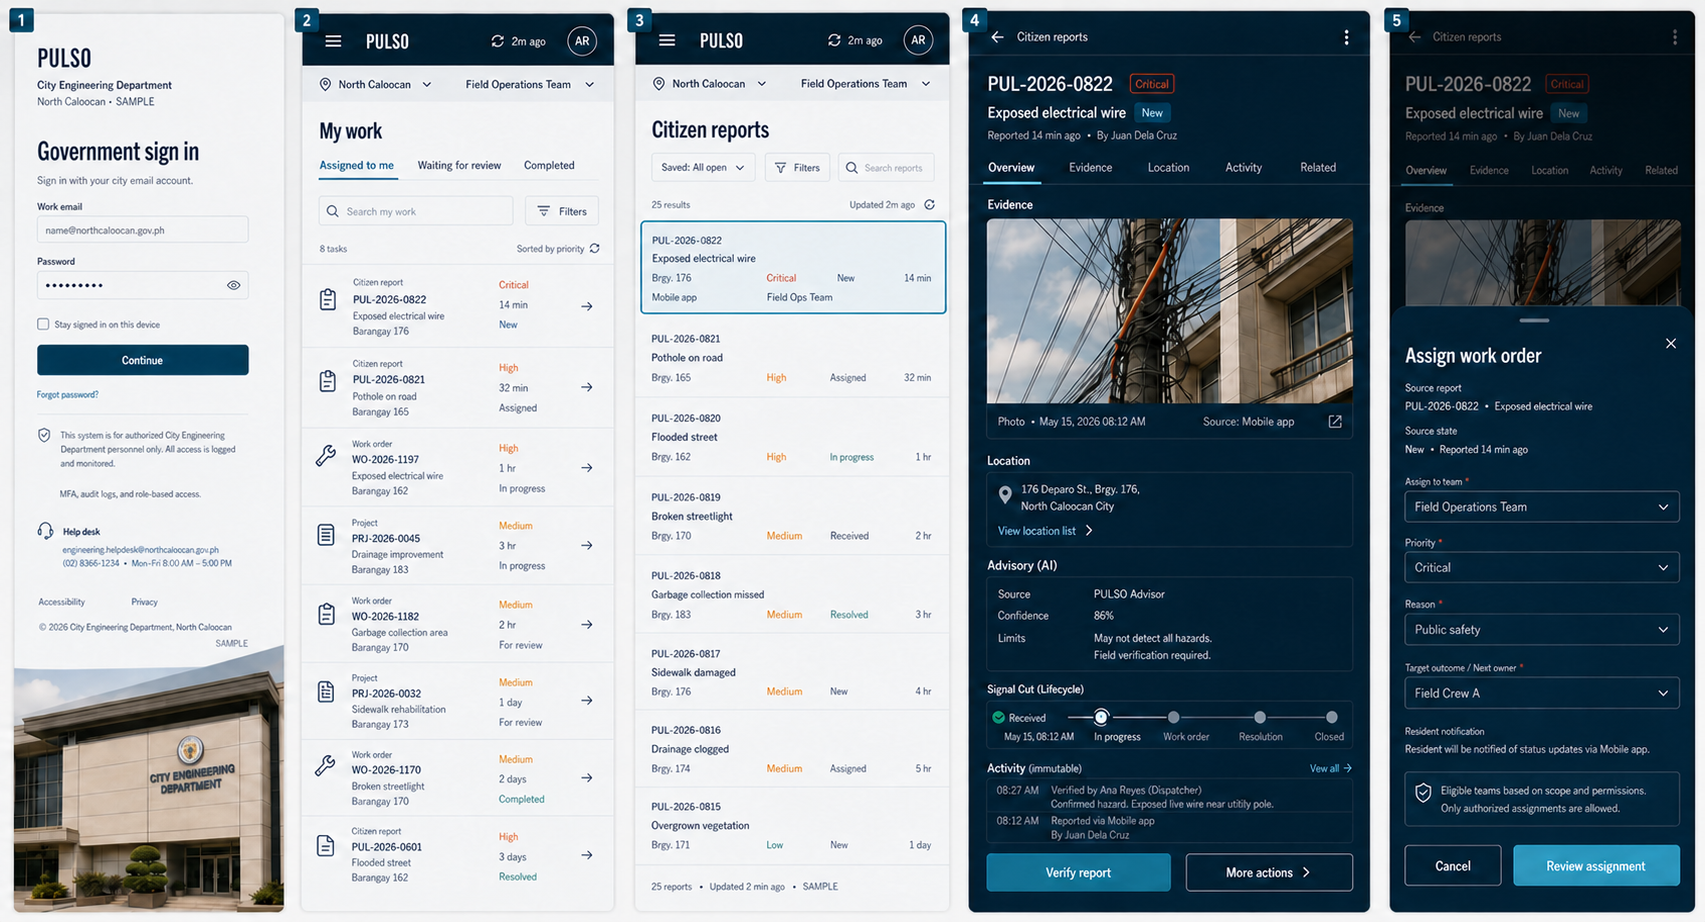 1
PULSO
City Engineering Department
North Caloocan • SAMPLE
Government sign in
Sign in with your city email account.
Work email
name@northcaloocan.gov.ph
Password
•••••••••
Stay signed in on this device
Continue
Forgot password?
This system is for authorized City Engineering
Department personnel only. All access is logged
and monitored.
MFA, audit logs, and role-based access.
Help desk
engineering.helpdesk@northcaloocan.gov.ph
(02) 8366-1234 • Mon-Fri 8:00 AM – 5:00 PM
Accessibility Privacy
© 2026 City Engineering Department, North Caloocan
SAMPLE
CITY ENGINEERING
DEPARTMENT
2
PULSO 2m ago AR
North Caloocan Field Operations Team
My work
Assigned to me Waiting for review Completed
Search my work Filters
8 tasks Sorted by priority
Citizen report
PUL-2026-0822
Exposed electrical wire
Barangay 176
Critical
14 min
New
Citizen report
PUL-2026-0821
Pothole on road
Barangay 165
High
32 min
Assigned
Work order
WO-2026-1197
Exposed electrical wire
Barangay 162
High
1 hr
In progress
Project
PRJ-2026-0045
Drainage improvement
Barangay 183
Medium
3 hr
In progress
Work order
WO-2026-1182
Garbage collection area
Barangay 170
Medium
2 hr
For review
Project
PRJ-2026-0032
Sidewalk rehabilitation
Barangay 173
Medium
1 day
For review
Work order
WO-2026-1170
Broken streetlight
Barangay 170
Medium
2 days
Completed
Citizen report
PUL-2026-0601
Flooded street
Barangay 162
High
3 days
Resolved
3
PULSO 2m ago AR
North Caloocan Field Operations Team
Citizen reports
Saved: All open Filters Search reports
25 results Updated 2m ago
PUL-2026-0822
Exposed electrical wire
Brgy. 176 Critical New 14 min
Mobile app Field Ops Team
PUL-2026-0821
Pothole on road
Brgy. 165 High Assigned 32 min
PUL-2026-0820
Flooded street
Brgy. 162 High In progress 1 hr
PUL-2026-0819
Broken streetlight
Brgy. 170 Medium Received 2 hr
PUL-2026-0818
Garbage collection missed
Brgy. 183 Medium Resolved 3 hr
PUL-2026-0817
Sidewalk damaged
Brgy. 176 Medium New 4 hr
PUL-2026-0816
Drainage clogged
Brgy. 174 Medium Assigned 5 hr
PUL-2026-0815
Overgrown vegetation
Brgy. 171 Low New 1 day
25 reports • Updated 2 min ago • SAMPLE
4
Citizen reports
PUL-2026-0822 Critical
Exposed electrical wire New
Reported 14 min ago • By Juan Dela Cruz
Overview Evidence Location Activity Related
Evidence
Photo • May 15, 2026 08:12 AM Source: Mobile app
Location
176 Deparo St., Brgy. 176,
North Caloocan City
View location list
Advisory (AI)
Source PULSO Advisor
Confidence 86%
Limits May not detect all hazards.
Field verification required.
Signal Cut (Lifecycle)
Received
May 15, 08:12 AM In progress Work order Resolution Closed
Activity (immutable) View all
08:27 AM Verified by Ana Reyes (Dispatcher)
Confirmed hazard. Exposed live wire near utility pole.
08:12 AM Reported via Mobile app
By Juan Dela Cruz
Verify report More actions
5
Citizen reports
PUL-2026-0822 Critical
Exposed electrical wire New
Reported 14 min ago • By Juan Dela Cruz
Overview Evidence Location Activity Related
Evidence
Assign work order
Source report
PUL-2026-0822 • Exposed electrical wire
Source state
New • Reported 14 min ago
Assign to team *
Field Operations Team
Priority *
Critical
Reason *
Public safety
Target outcome / Next owner *
Field Crew A
Resident notification
Resident will be notified of status updates via Mobile app.
Eligible teams based on scope and permissions.
Only authorized assignments are allowed.
Cancel Review assignment